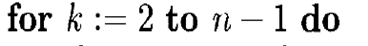 for k := 2 to n − 1 do